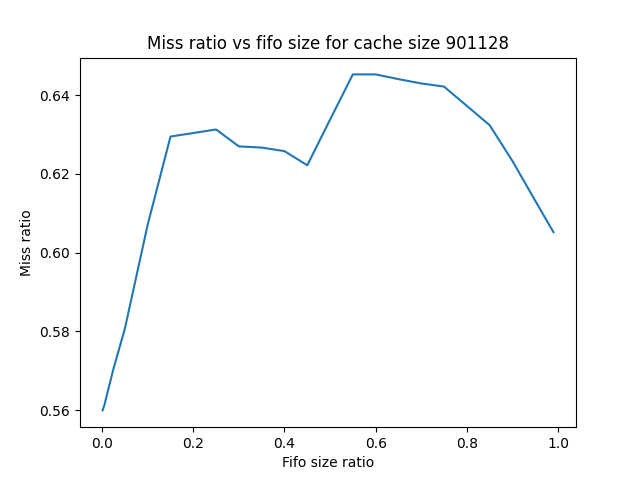 Miss ratio vs fifo size for cache size 901128
0.64
0.62
0.60
0.58
0.56
Miss ratio
0.0 0.2 0.4 0.6 0.8 1.0
Fifo size ratio